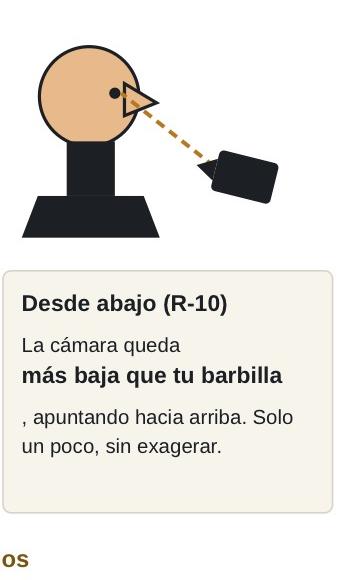 Desde abajo (R-10)
La cámara queda
más baja que tu barbilla
, apuntando hacia arriba. Solo
un poco, sin exagerar.
os